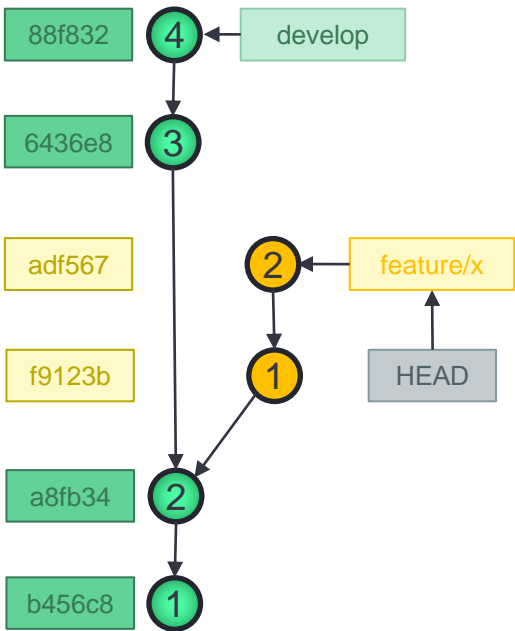 88f832 4 develop
6436e8 3
adf567 2 feature/x
f9123b 1 HEAD
a8fb34 2
b456c8 1